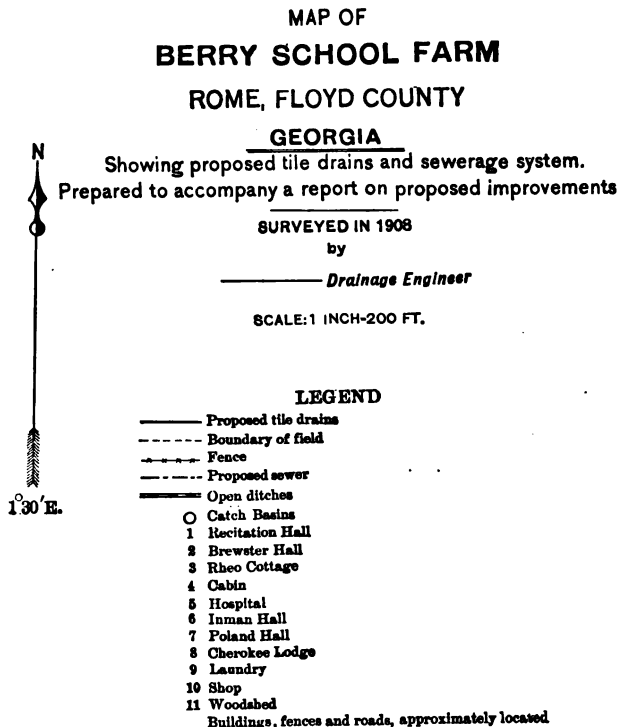 MAP OF
BERRY SCHOOL FARM
ROME, FLOYD COUNTY
GEORGIA
Showing proposed tile drains and sewerage system.
Prepared to accompany a report on proposed improvements
SURVEYED IN 1908
by
Drainage Engineer
SCALE: 1 INCH-200 FT.
N
1°30'E.
LEGEND
Proposed tile drains
Boundary of field
Fence
Proposed sewer
Open ditches
Catch Basins
1 Recitation Hall
2 Brewster Hall
3 Rheo Cottage
4 Cabin
5 Hospital
6 Inman Hall
7 Poland Hall
8 Cherokee Lodge
9 Laundry
10 Shop
11 Woodshed
Buildings, fences and roads, approximately located